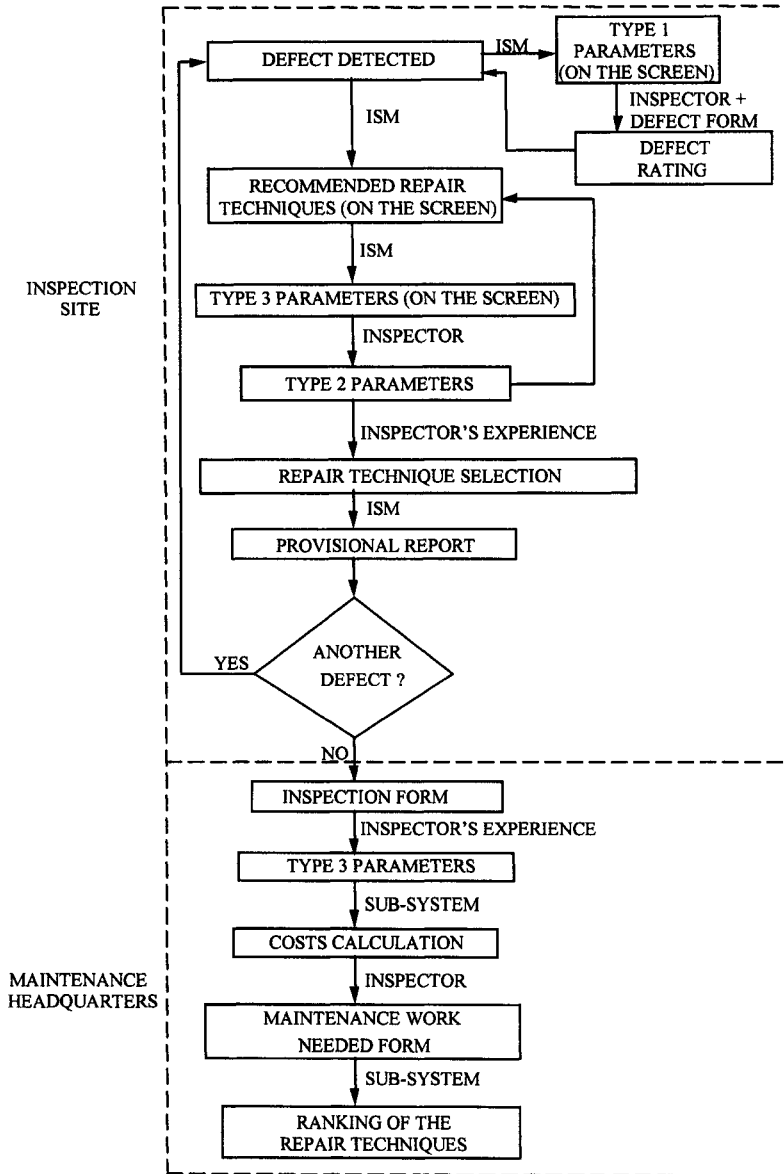 DEFECT DETECTED
ISM
TYPE 1
PARAMETERS
(ON THE SCREEN)
INSPECTOR +
DEFECT FORM
DEFECT
RATING
ISM
RECOMMENDED REPAIR
TECHNIQUES (ON THE SCREEN)
ISM
TYPE 3 PARAMETERS (ON THE SCREEN)
INSPECTION
SITE
INSPECTOR
TYPE 2 PARAMETERS
INSPECTOR'S EXPERIENCE
REPAIR TECHNIQUE SELECTION
ISM
PROVISIONAL REPORT
ANOTHER
DEFECT ?
YES
NO
INSPECTION FORM
INSPECTOR'S EXPERIENCE
TYPE 3 PARAMETERS
SUB-SYSTEM
COSTS CALCULATION
INSPECTOR
MAINTENANCE
HEADQUARTERS
MAINTENANCE WORK
NEEDED FORM
SUB-SYSTEM
RANKING OF THE
REPAIR TECHNIQUES